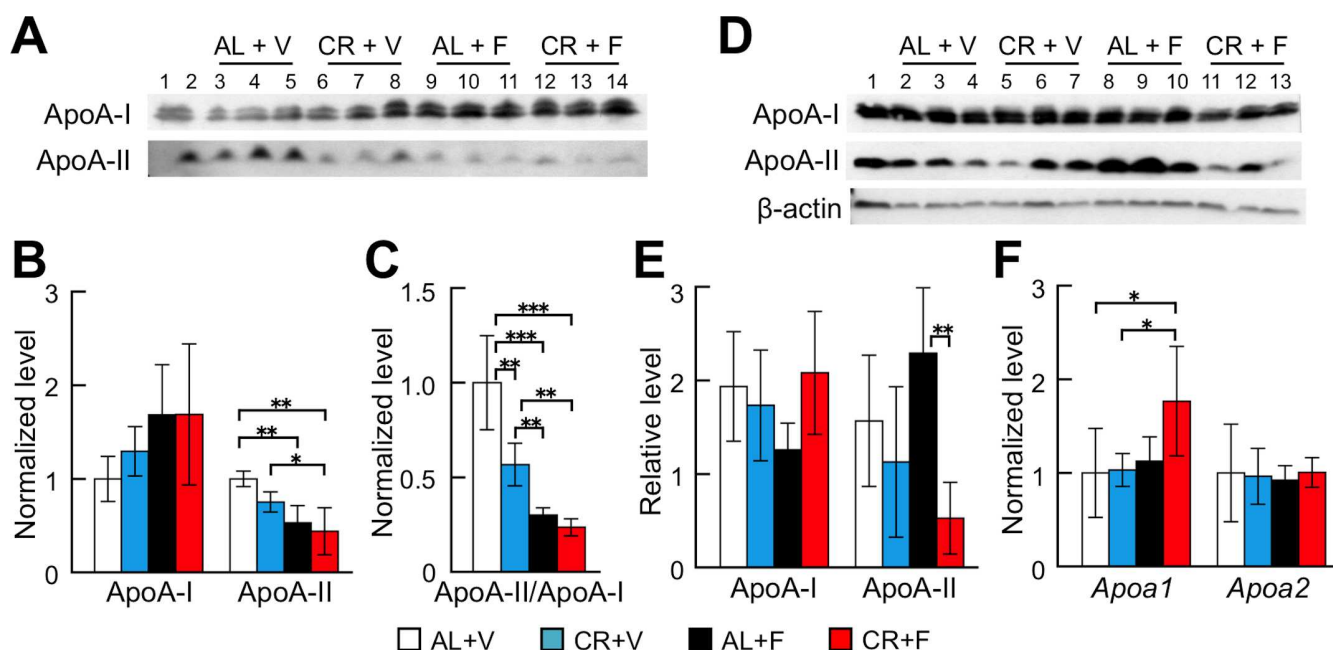 A
AL + V CR + V AL + F CR + F
1 2 3 4 5 6 7 8 9 10 11 12 13 14
ApoA-I
ApoA-II
D
AL + V CR + V AL + F CR + F
1 2 3 4 5 6 7 8 9 10 11 12 13
ApoA-I
ApoA-II
β-actin
B
Normalized level
3
2
1
0
** ** *
ApoA-I ApoA-II
C
Normalized level
1.5
1.0
0.5
0
***
***
** **
**
ApoA-II/ApoA-I
E
Relative level
3
2
1
0
**
ApoA-I ApoA-II
F
Normalized level
3
2
1
0
*
*
Apoa1 Apoa2
AL+V CR+V AL+F CR+F